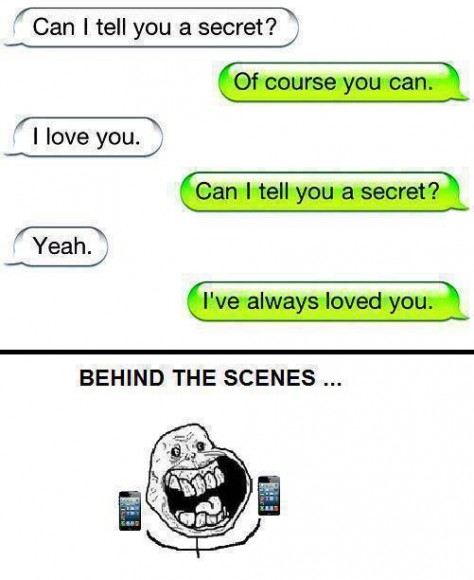 Can I tell you a secret?
Of course you can.
I love you.
Can I tell you a secret?
Yeah.
I've always loved you.
BEHIND THE SCENES ...